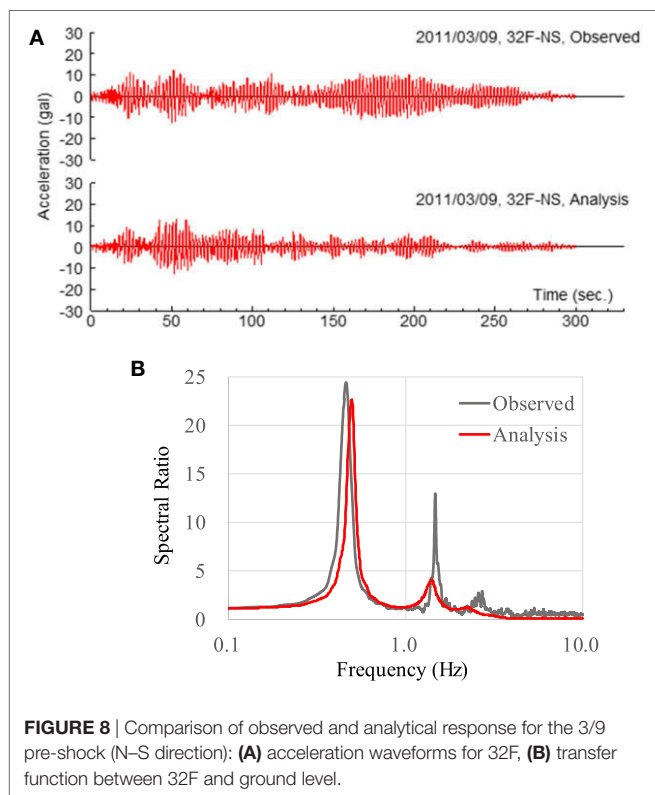 A
2011/03/09, 32F-NS, Observed
30
20
10
0
-10
-20
-30
Acceleration (gal)
2011/03/09, 32F-NS, Analysis
30
20
10
0
-10
-20
-30
Time (sec.)
0 50 100 150 200 250 300
B
25
20
15
10
5
0
Spectral Ratio
Observed
Analysis
0.1 1.0 10.0
Frequency (Hz)
FIGURE 8 | Comparison of observed and analytical response for the 3/9
pre-shock (N–S direction): (A) acceleration waveforms for 32F, (B) transfer
function between 32F and ground level.